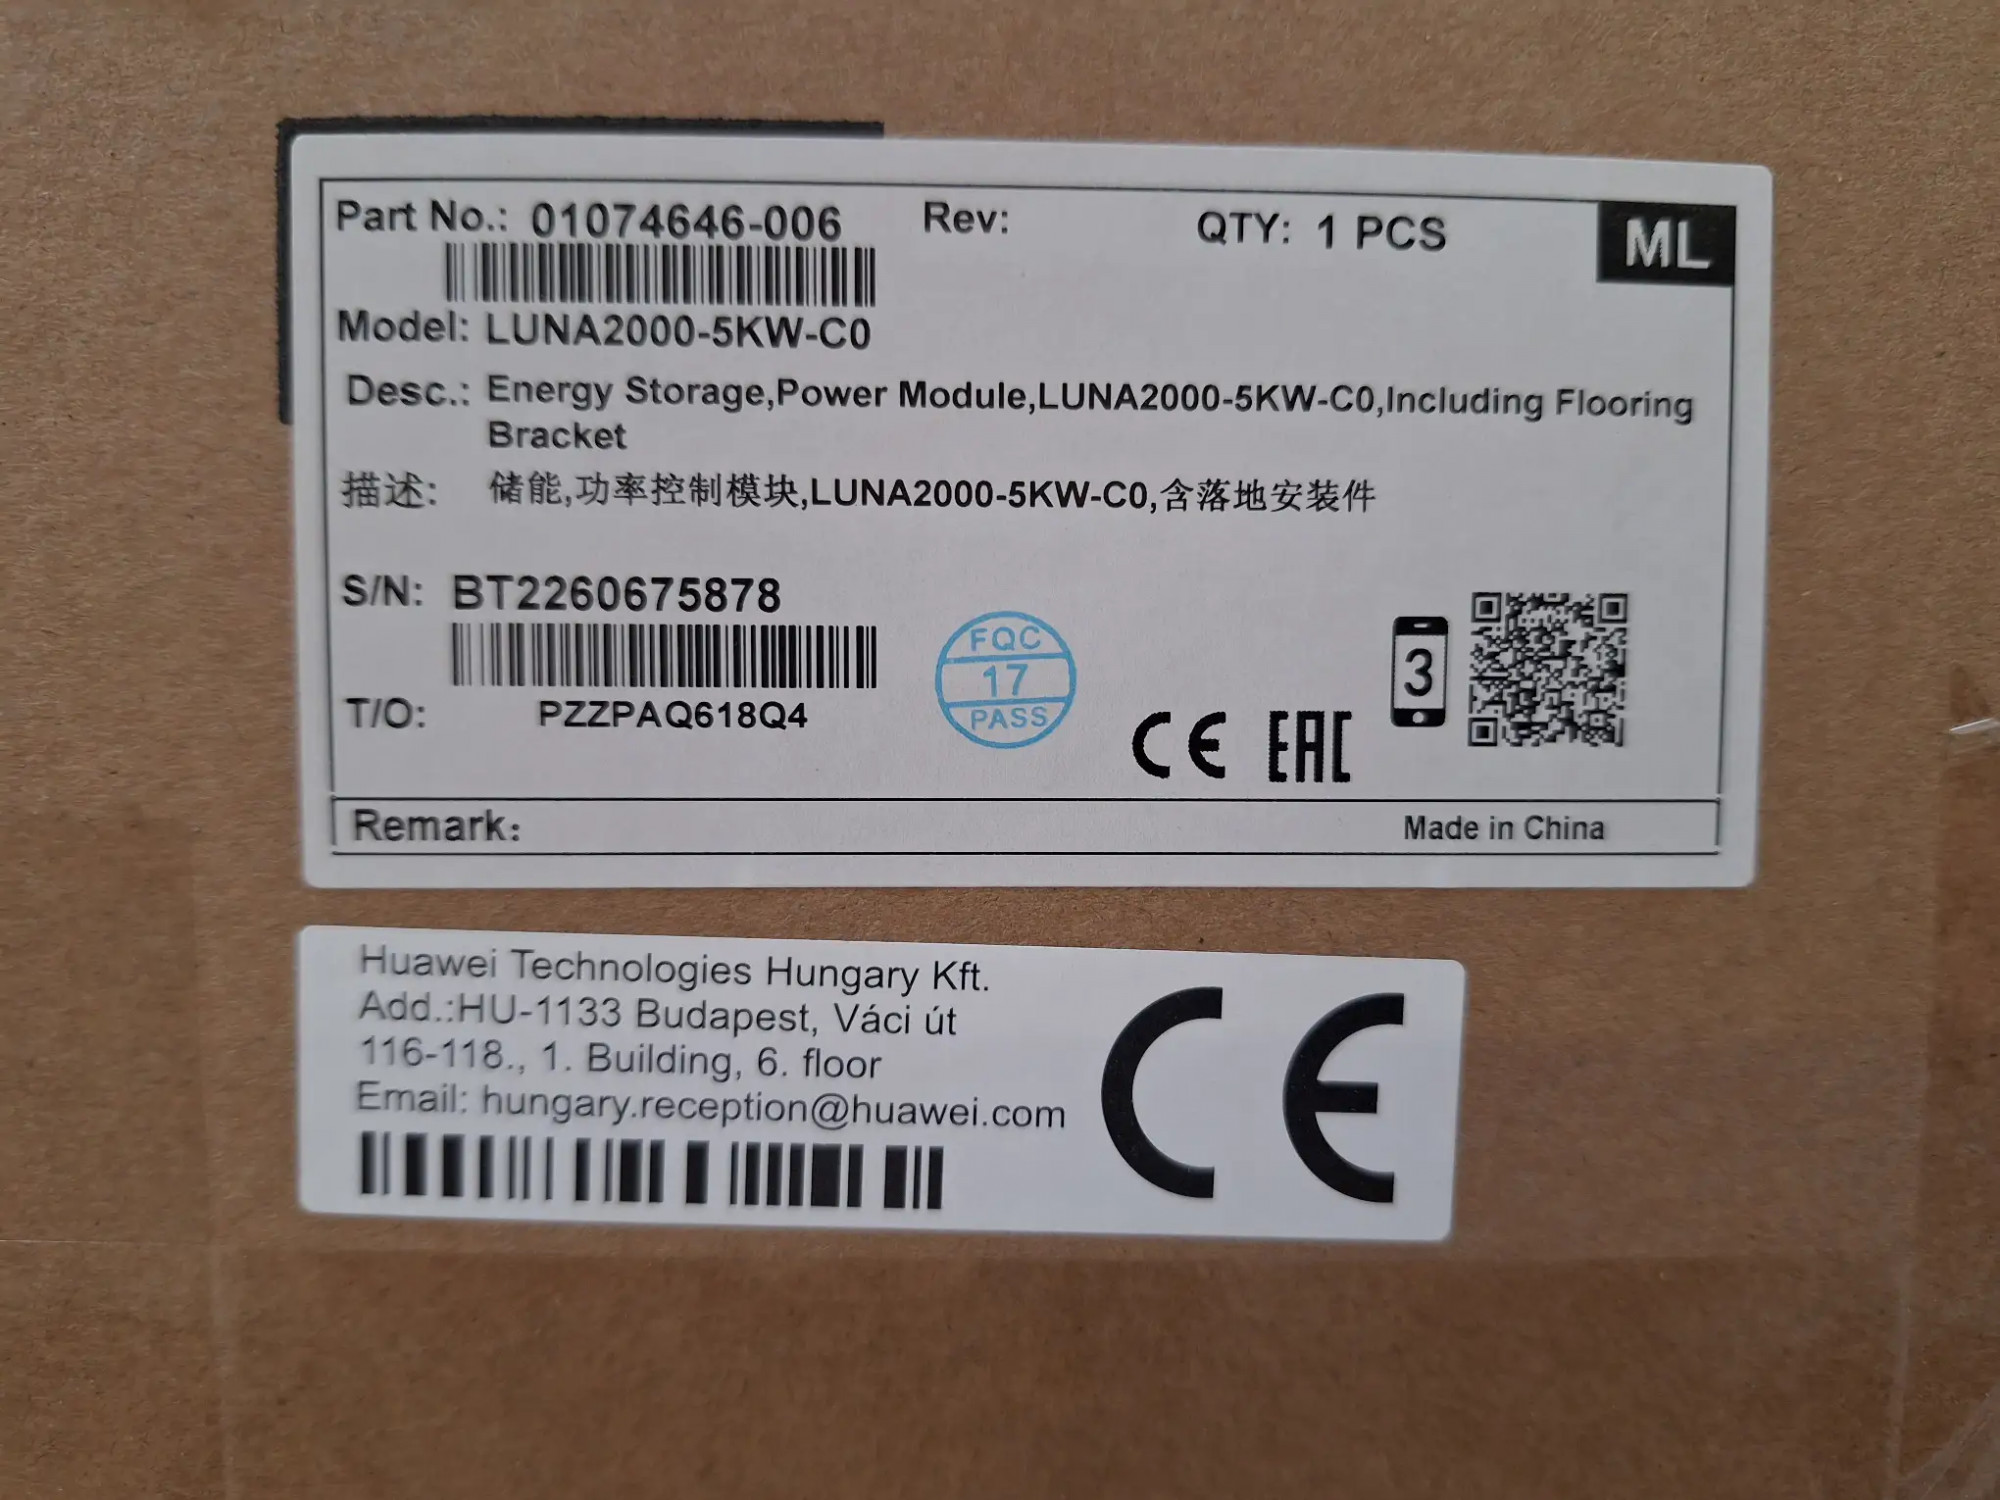 Part No.: 01074646-006 Rev: QTY: 1 PCS ML
Model: LUNA2000-5KW-C0
Desc.: Energy Storage,Power Module,LUNA2000-5KW-C0,Including Flooring
Bracket
描述: 储能,功率控制模块,LUNA2000-5KW-C0,含落地安装件
S/N: BT2260675878
FQC
17
PASS
3
T/O: PZZPAQ618Q4
CE EAC
Remark:
Made in China
Huawei Technologies Hungary Kft.
Add.:HU-1133 Budapest, Váci út
116-118., 1. Building, 6. floor
Email: hungary.reception@huawei.com
CE